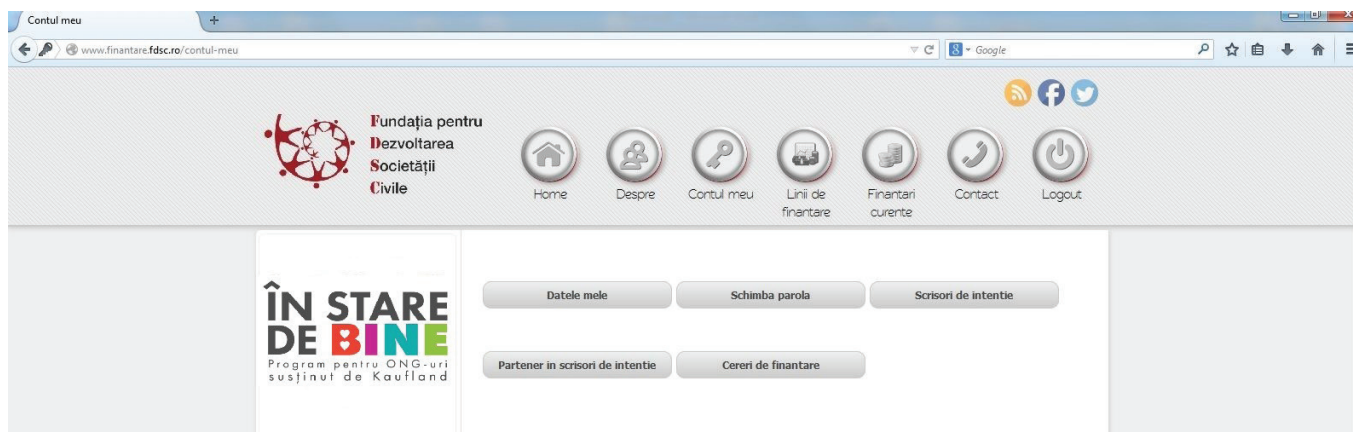 Contul meu
www.finantare.fdsc.ro/contul-meu
Google
Fundația pentru
Dezvoltarea
Societății
Civile
Home
Despre
Contul meu
Linii de
finantare
Finantari
curente
Contact
Logout
ÎN STARE
DE BINE
Program pentru ONG-uri
susținut de Kaufland
Datele mele
Schimba parola
Scrisori de intentie
Partener in scrisori de intentie
Cereri de finantare